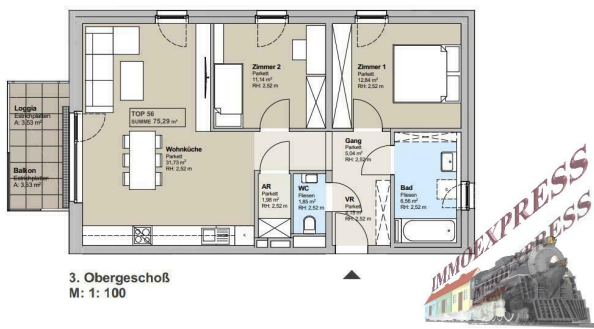 Zimmer 2
Parkett
11,14 m²
RH: 2,52 m
Zimmer 1
Parkett
12,84 m²
RH: 2,52 m
Loggia
Estrichplatten
A: 3,53 m²
TOP 56
SUMME 75,29 m²
Wohnküche
Parkett
31,73 m²
RH: 2,52 m
Gang
Parkett
5,04 m²
RH: 2,52 m
Balkon
Estrichplatten
A: 3,33 m²
AR
Parkett
1,98 m²
RH: 2,52 m
WC
Fliesen
1,85 m²
RH: 2,52 m
VR
Parkett
RH: 2,52 m
Bad
Fliesen
6,56 m²
RH: 2,52 m
3. Obergeschoß
M: 1: 100
IMMOEXPRESS
IMMOEXPRESS